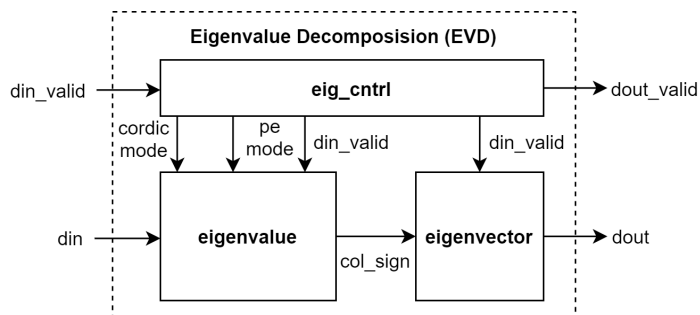 Eigenvalue Decomposision (EVD)
din_valid
eig_cntrl
dout_valid
cordic
mode
pe
mode
din_valid
din_valid
din
eigenvalue
col_sign
eigenvector
dout